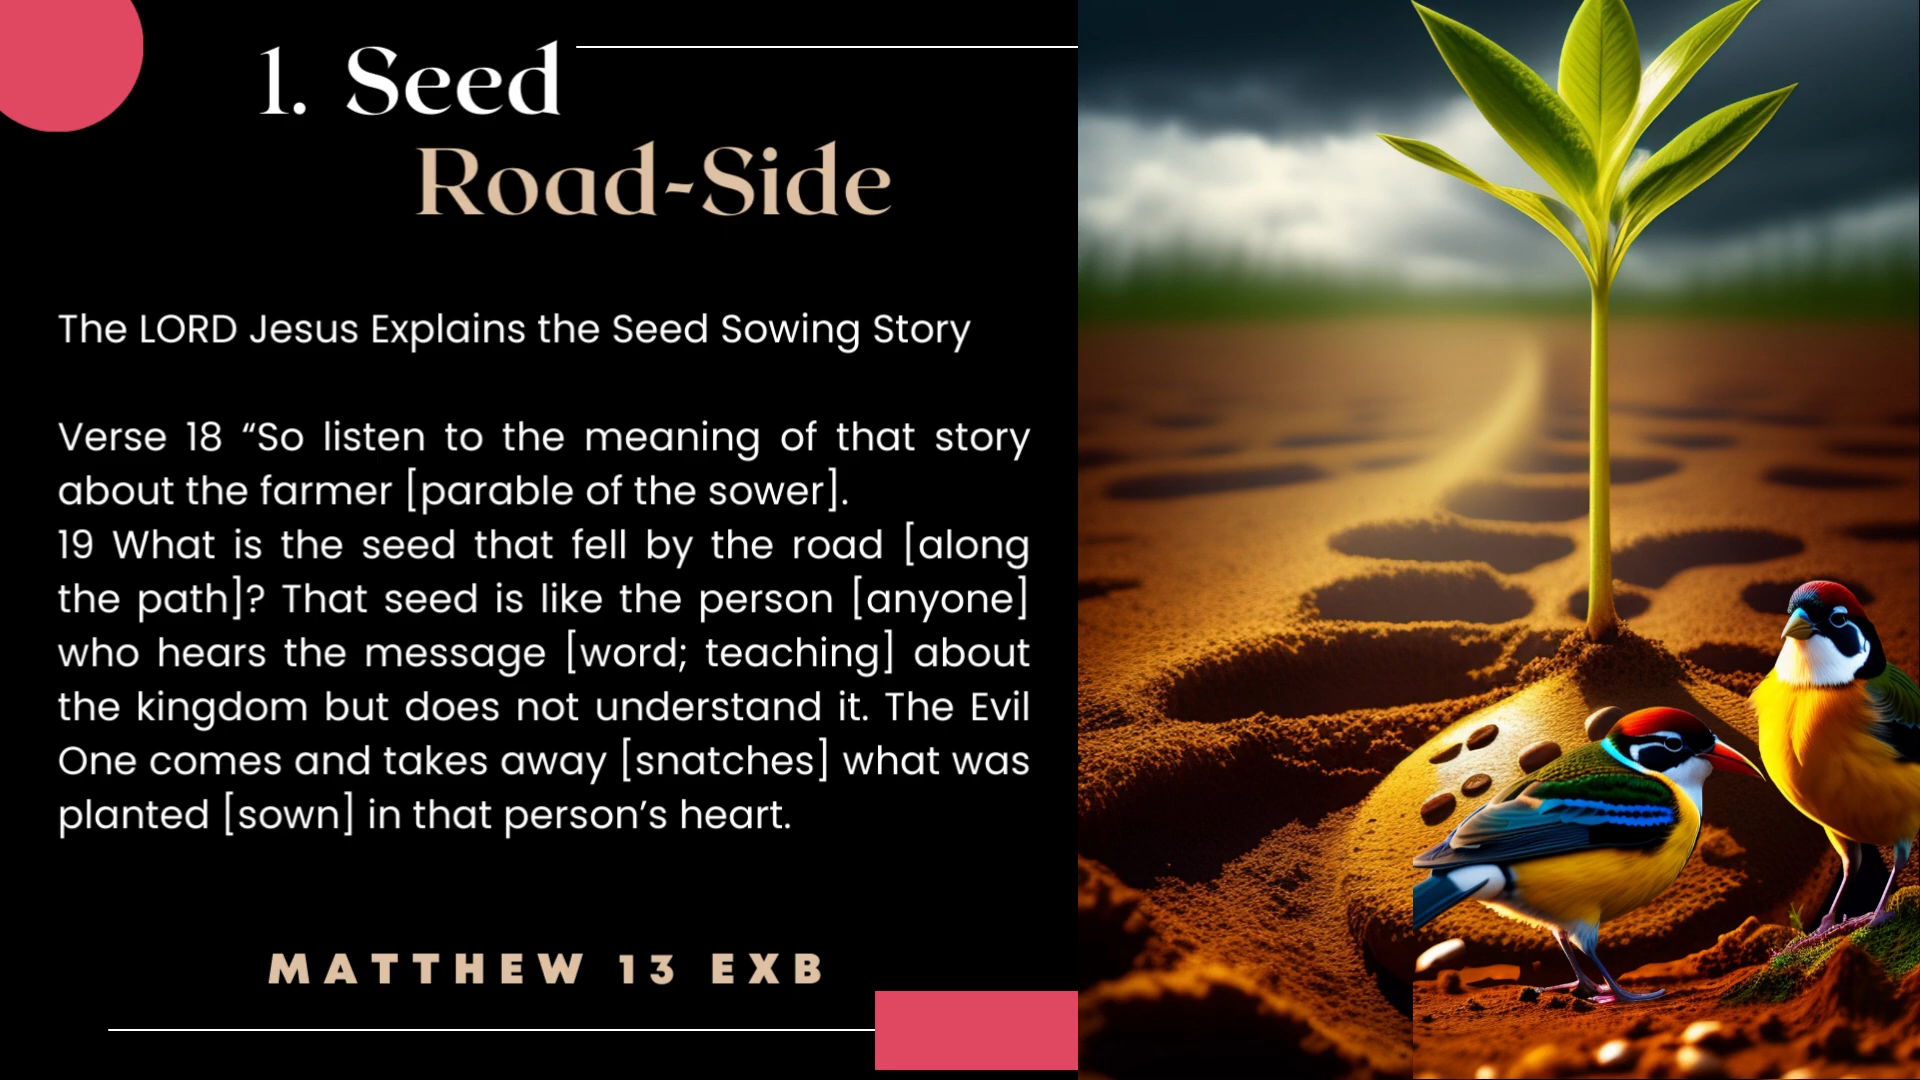 1. Seed
Road-Side
The LORD Jesus Explains the Seed Sowing Story
Verse 18 “So listen to the meaning of that story
about the farmer [parable of the sower].
19 What is the seed that fell by the road [along
the path]? That seed is like the person [anyone]
who hears the message [word; teaching] about
the kingdom but does not understand it. The Evil
One comes and takes away [snatches] what was
planted [sown] in that person’s heart.
MATTHEW 13 EXB